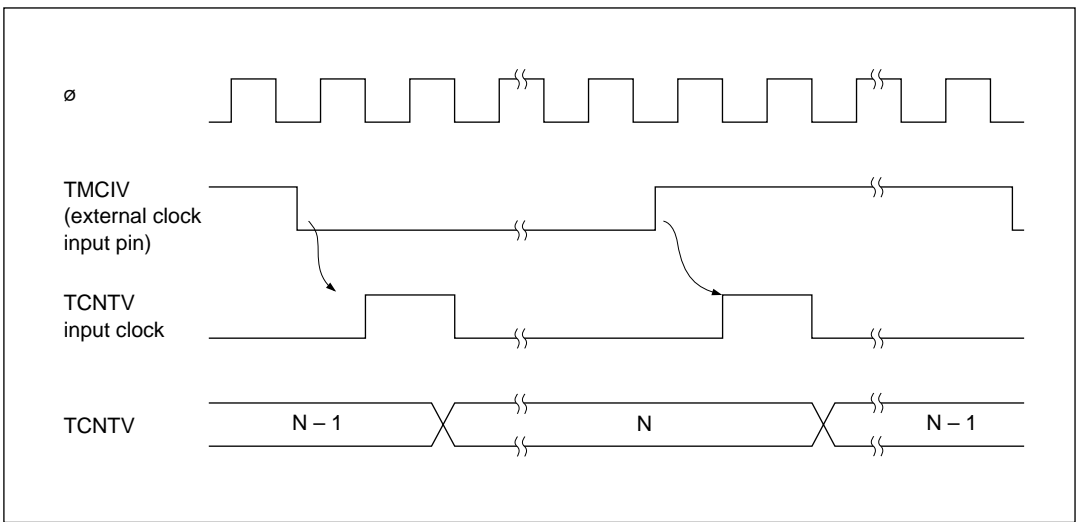 ø
TMCIV
(external clock
input pin)
TCNTV
input clock
TCNTV
N – 1
N
N – 1